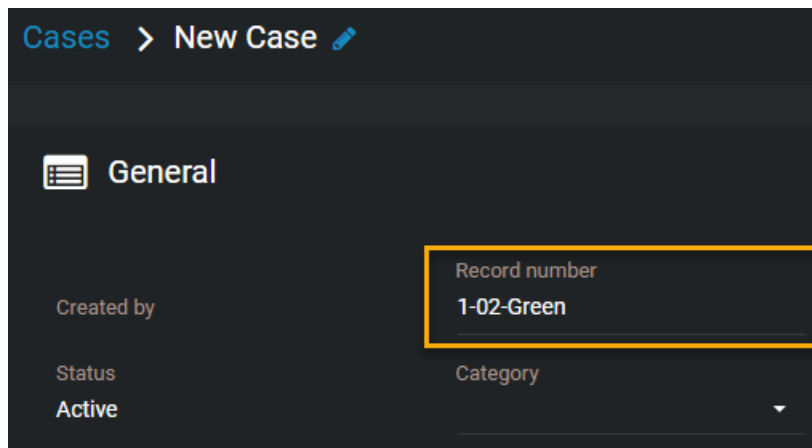 Cases > New Case
General
Record number
1-02-Green
Created by
Status
Active
Category